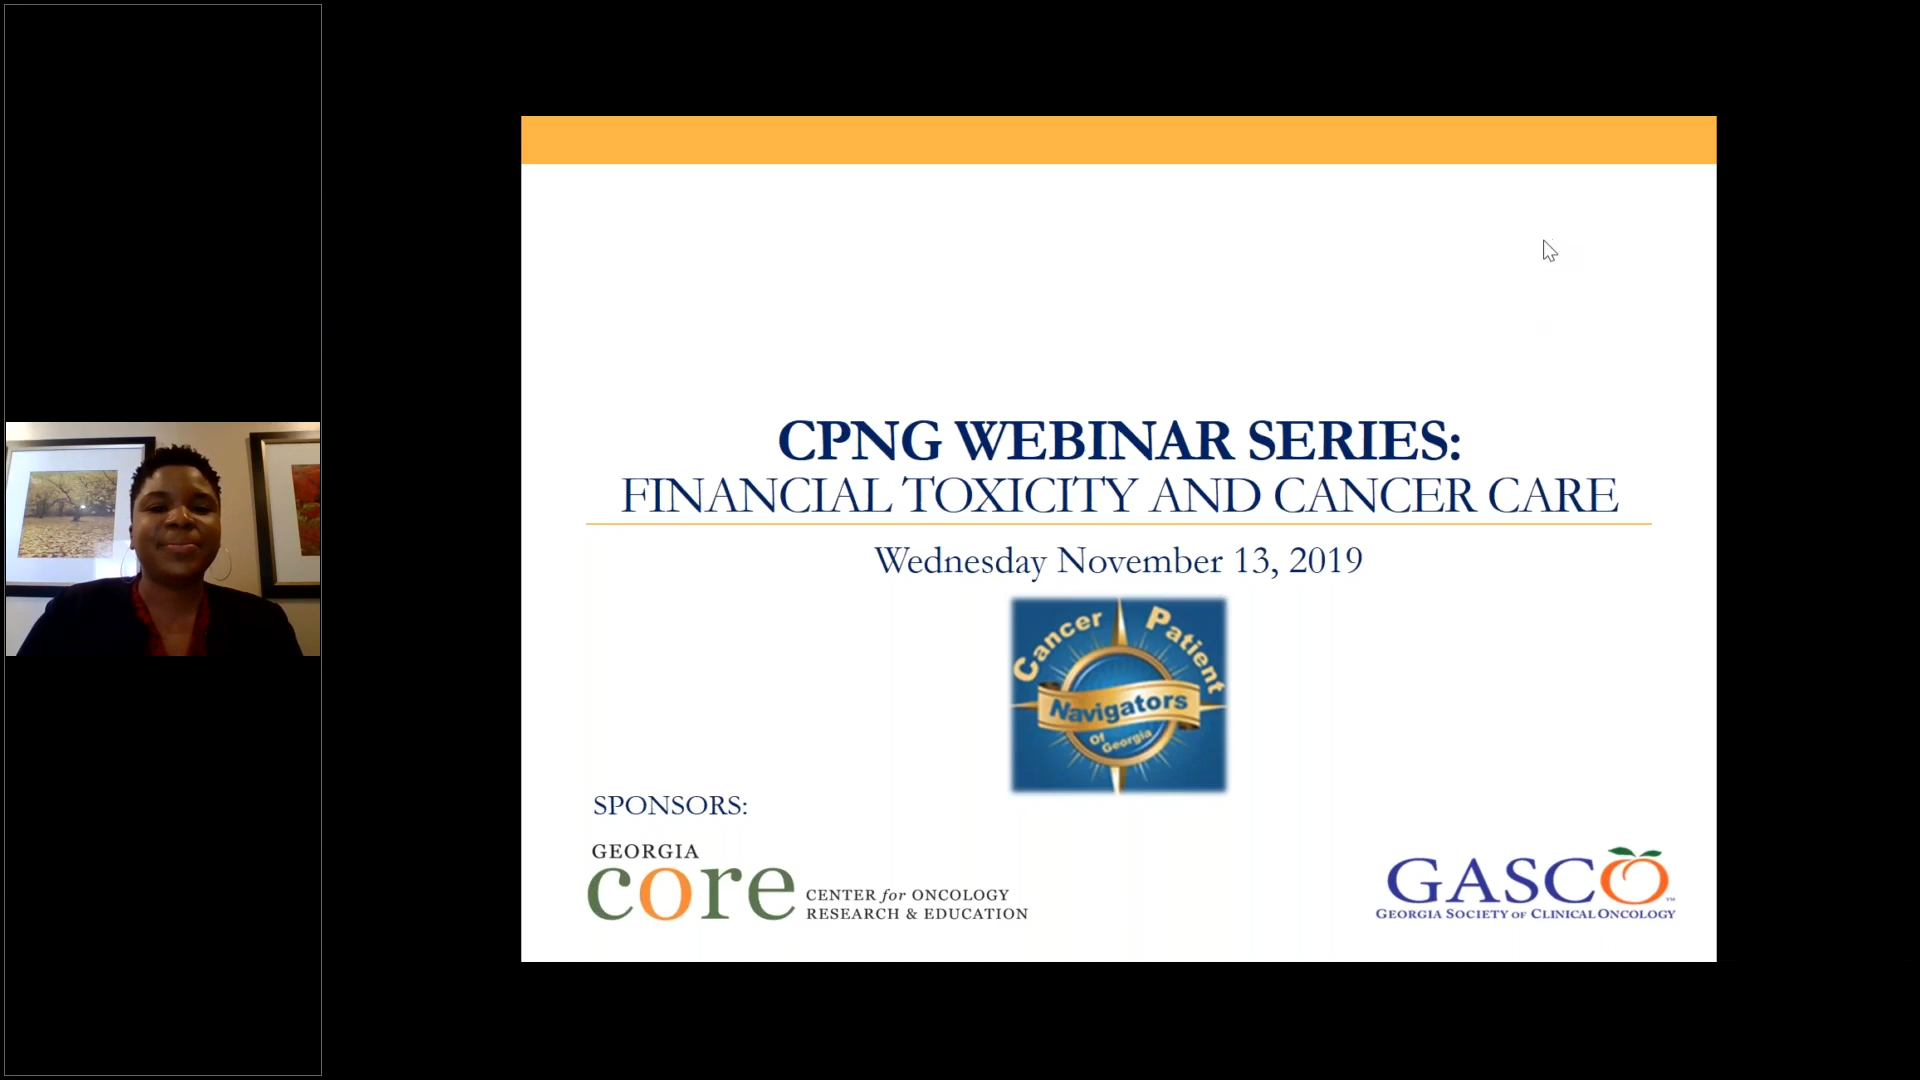 CPNG WEBINAR SERIES:
FINANCIAL TOXICITY AND CANCER CARE
Wednesday November 13, 2019
Cancer Patient
Navigators
Of
Georgia
SPONSORS:
GEORGIA
core
CENTER for ONCOLOGY
RESEARCH & EDUCATION
GASCO™
GEORGIA SOCIETY OF CLINICAL ONCOLOGY